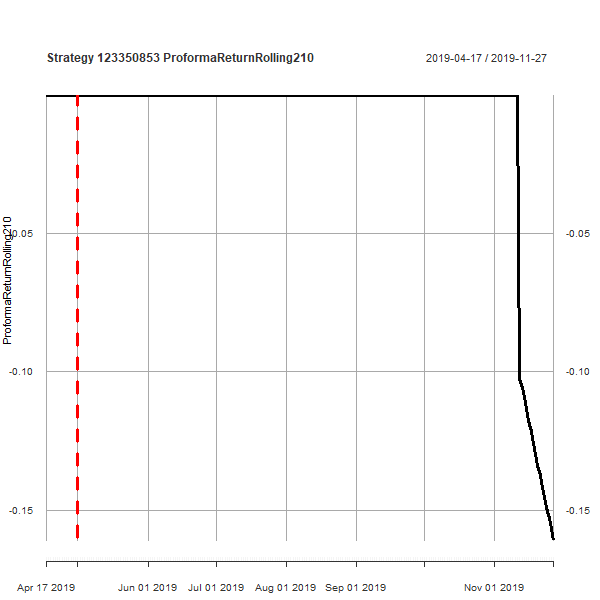 Strategy 123350853 ProformaReturnRolling210
2019-04-17 / 2019-11-27
ProformaReturnRolling210
-0.05
-0.05
-0.10
-0.10
-0.15
-0.15
Apr 17 2019
Jun 01 2019
Jul 01 2019
Aug 01 2019
Sep 01 2019
Nov 01 2019